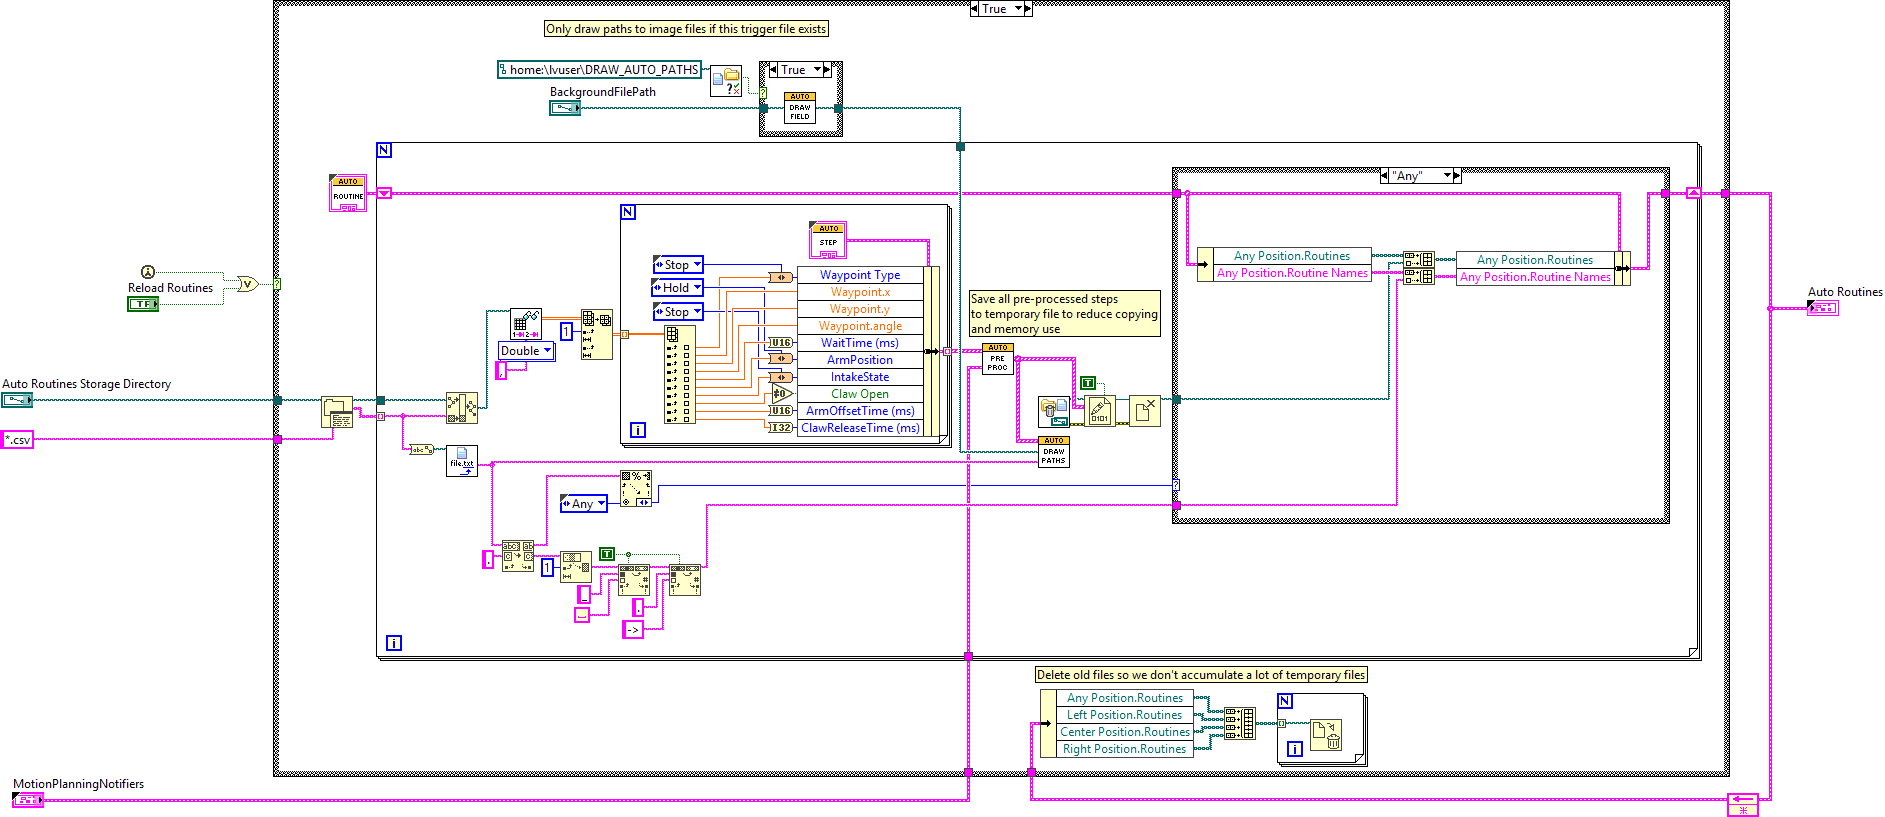 True
Only draw paths to image files if this trigger file exists
home:\lvuser\DRAW_AUTO_PATHS
True
BackgroundFilePath
AUTO
DRAW
FIELD
N
"Any"
AUTO
ROUTINE
N
AUTO
STEP
Stop
Hold
Stop
Waypoint Type
Waypoint.x
Waypoint.y
Waypoint.angle
U16
WaitTime (ms)
ArmPosition
IntakeState
Claw Open
U16
ArmOffsetTime (ms)
I32
ClawReleaseTime (ms)
i
Any Position.Routines
Any Position.Routine Names
Any Position.Routines
Any Position.Routine Names
Reload Routines
TF
Auto Routines
Save all pre-processed steps
to temporary file to reduce copying
and memory use
AUTO
PRE
PROC
1
Double
,
T
Auto Routines Storage Directory
*.csv
abc
file.txt
0101
AUTO
DRAW
PATHS
Any
.
1
T
_
.
->
i
Delete old files so we don't accumulate a lot of temporary files
Any Position.Routines
Left Position.Routines
Center Position.Routines
Right Position.Routines
N
i
MotionPlanningNotifiers